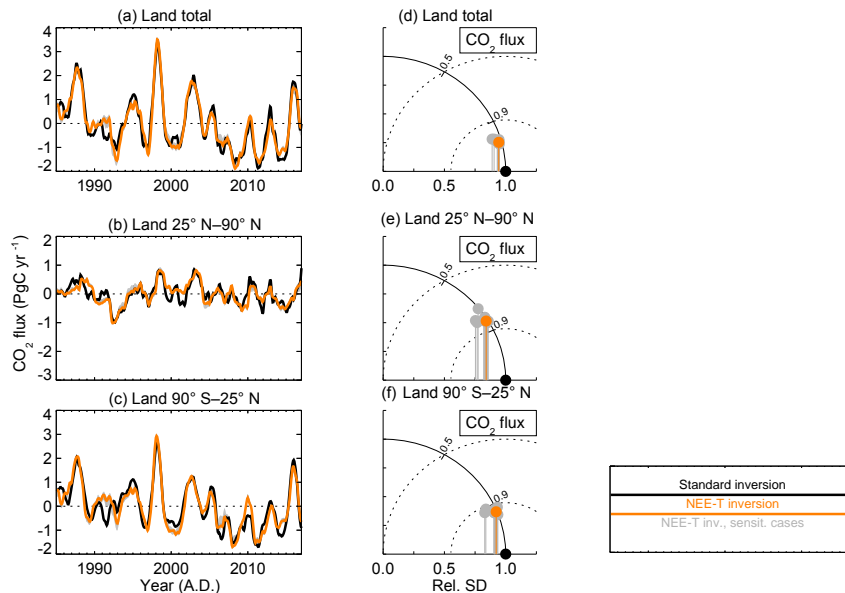 (a) Land total
4
3
2
1
0
-1
-2
1990 2000 2010
(b) Land 25° N–90° N
2
1
0
-1
-2
-3
CO2 flux (PgC yr-1)
(c) Land 90° S–25° N
4
3
2
1
0
-1
-2
1990 2000 2010
Year (A.D.)
(d) Land total
CO2 flux
0.5
0.9
0.0 0.5 1.0
(e) Land 25° N–90° N
CO2 flux
0.5
0.9
(f) Land 90° S–25° N
CO2 flux
0.5
0.9
0.0 0.5 1.0
Rel. SD
Standard inversion
NEE-T inversion
NEE-T inv., sensit. cases